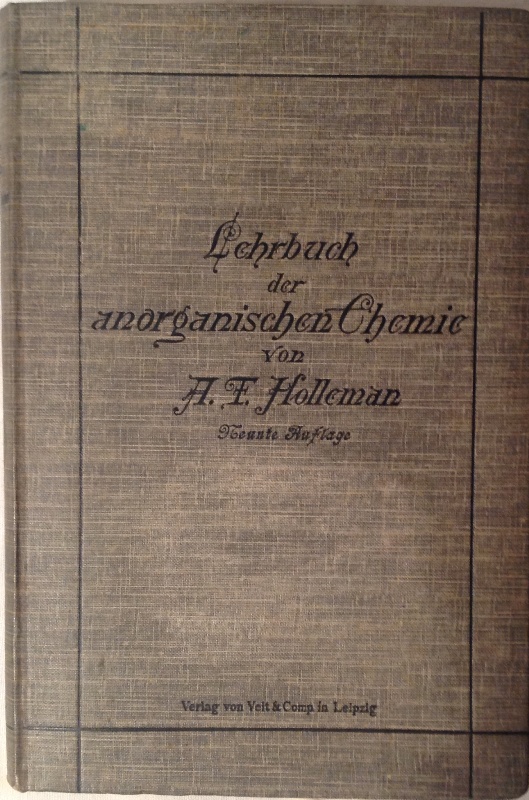 Lehrbuch
der
anorganischen Chemie
von
A. F. Holleman
Neunte Auflage
Verlag von Veit & Comp. in Leipzig